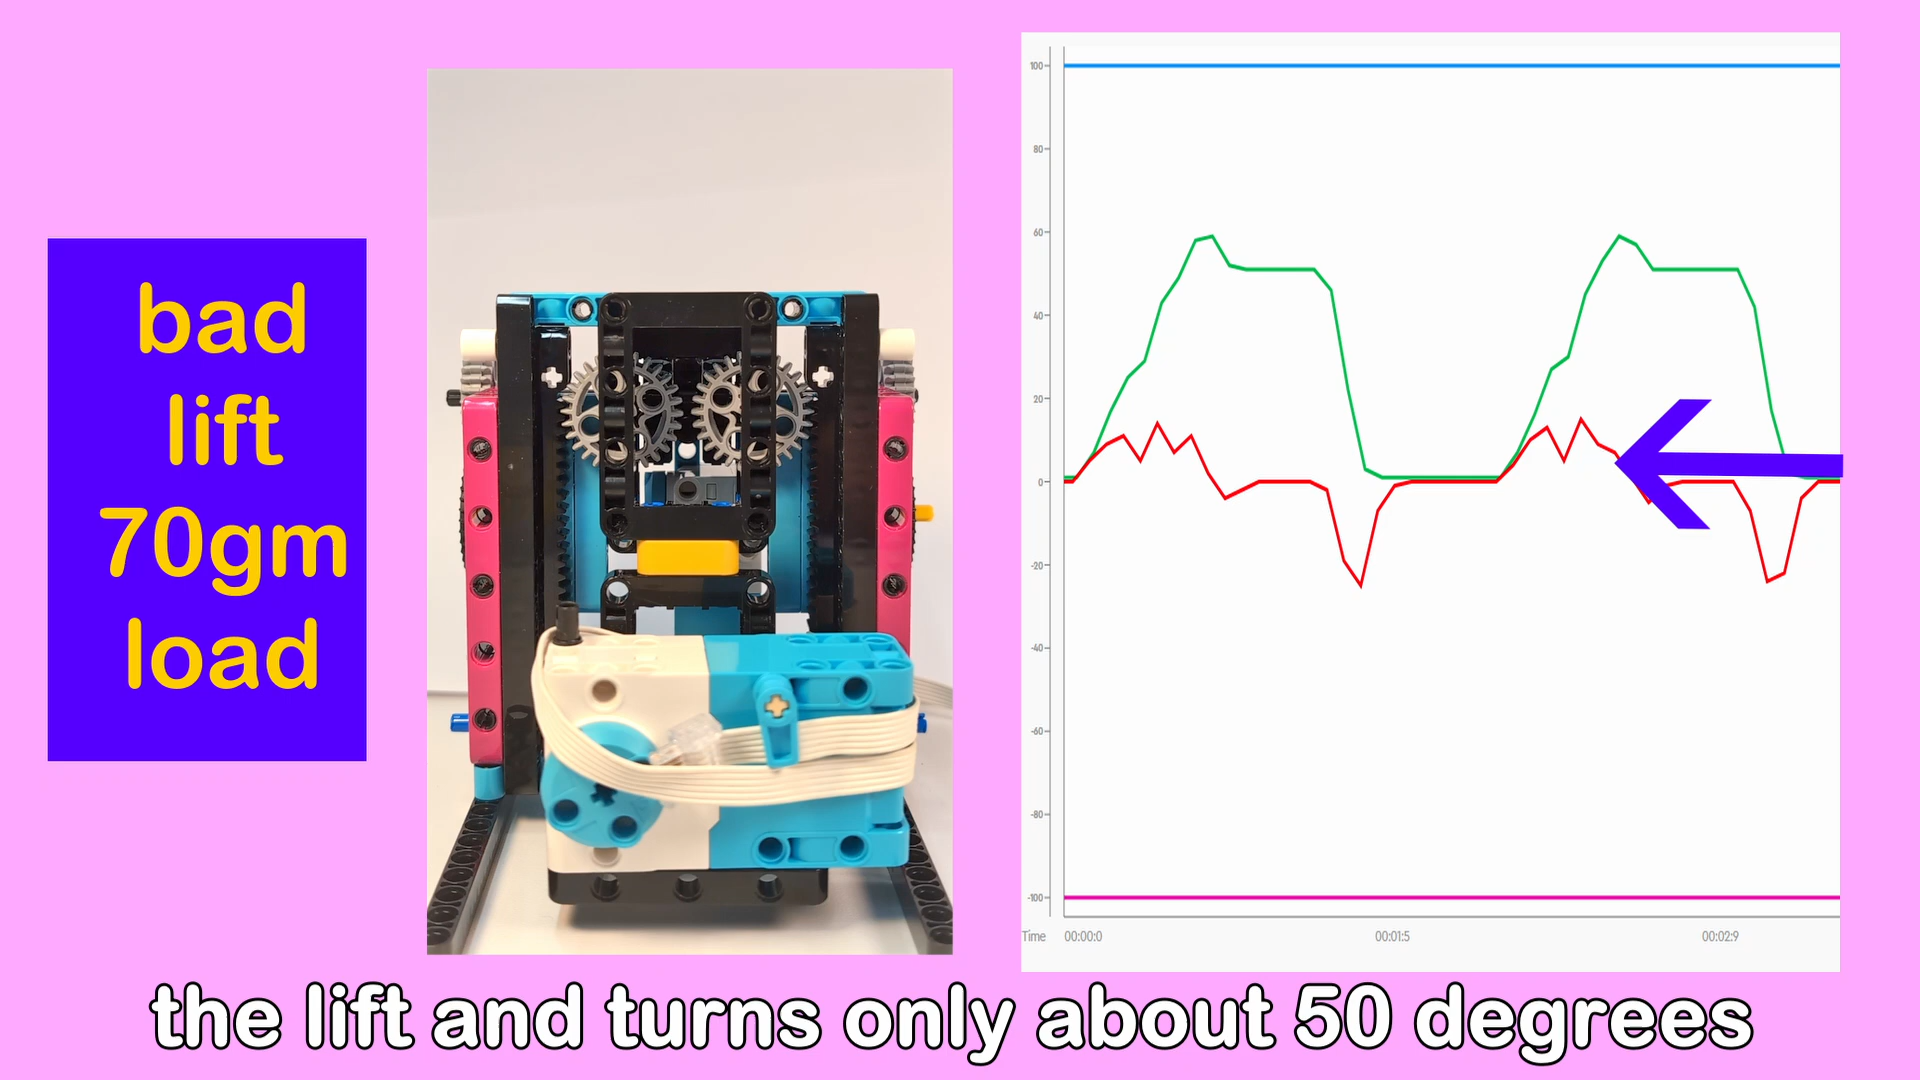 bad
lift
70gm
load
100
80
60
40
20
0
-20
-40
-60
-80
-100
Time 00:00:0 00:01:5 00:02:9
the lift and turns only about 50 degrees